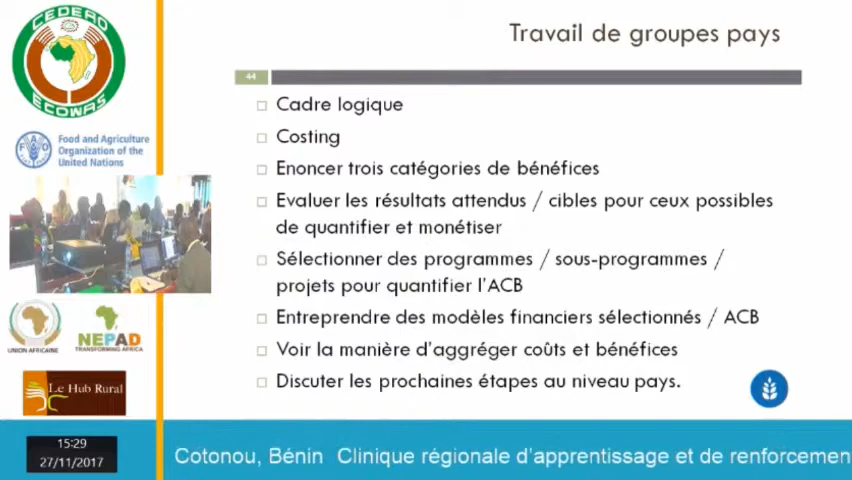 CEDEAO
ECOWAS
Travail de groupes pays
44
FAO
Food and Agriculture
Organization of the
United Nations
Cadre logique
Costing
Enoncer trois catégories de bénéfices
Evaluer les résultats attendus / cibles pour ceux possibles
de quantifier et monétiser
Sélectionner des programmes / sous-programmes /
projets pour quantifier l'ACB
Entreprendre des modèles financiers sélectionnés / ACB
Voir la manière d'aggréger coûts et bénéfices
Discuter les prochaines étapes au niveau pays.
UNION AFRICAINE
NEPAD
TRANSFORMING AFRICA
Le Hub Rural
15:29
27/11/2017
Cotonou, Bénin Clinique régionale d'apprentissage et de renforcemen